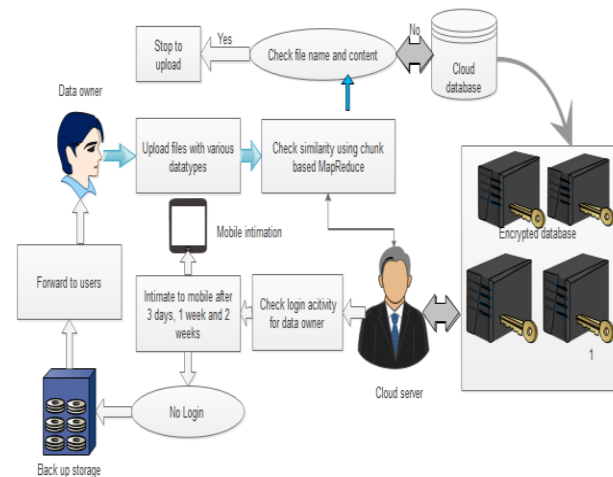 Stop to
upload
Yes
Check file name and content
No
Cloud
database
Data owner
Upload files with various
datatypes
Check similarity using chunk
based MapReduce
Mobile intimation
Encrypted database
Forward to users
Intimate to mobile after
3 days, 1 week and 2
weeks
Check login acitivity
for data owner
1
Cloud server
No Login
Back up storage